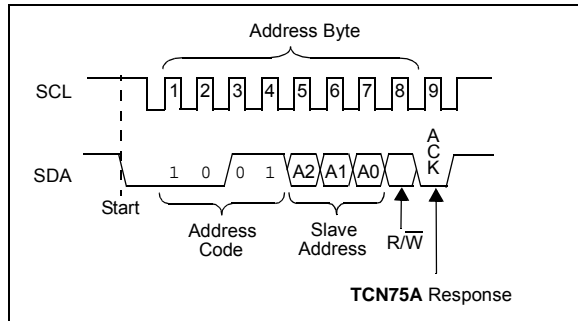 Address Byte
SCL 1 2 3 4 5 6 7 8 9
SDA 1 0 0 1 A2 A1 A0 ACK
Start
Address Code
Slave Address
R/W̅
TCN75A Response